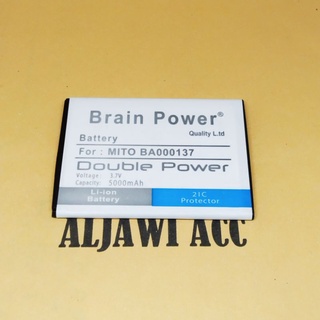 Brain Power®
Quality L.td
Battery
For : MITO BA000137
Double Power
Voltage: 3.7V
Capacity: 5000mAh
Li-ion
Battery
2IC
Protector
ALJAWI ACC